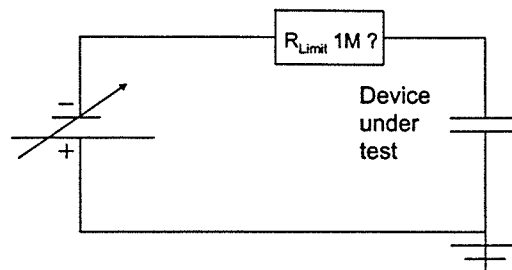 R_Limit 1M ?
−
+
Device
under
test